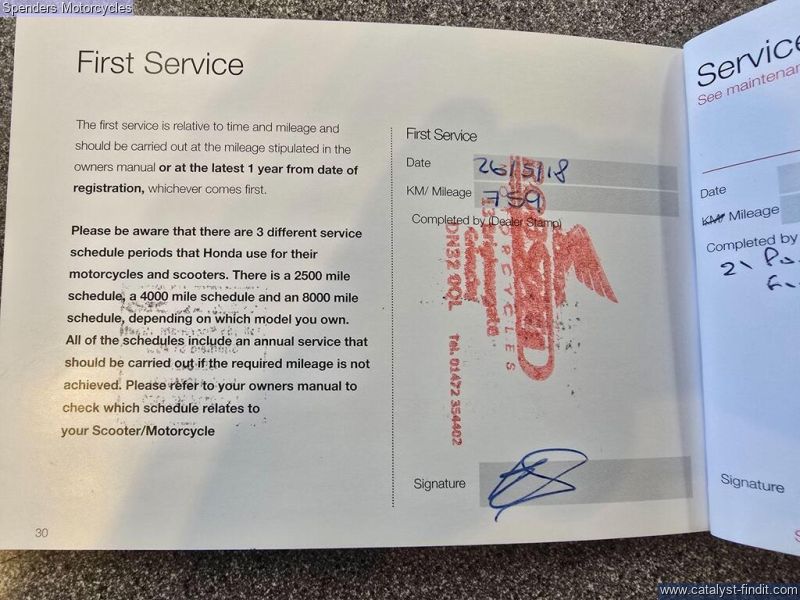 Spenders Motorcycles
First Service
The first service is relative to time and mileage and
should be carried out at the mileage stipulated in the
owners manual or at the latest 1 year from date of
registration, whichever comes first.
Please be aware that there are 3 different service
schedule periods that Honda use for their
motorcycles and scooters. There is a 2500 mile
schedule, a 4000 mile schedule and an 8000 mile
schedule, depending on which model you own.
All of the schedules include an annual service that
should be carried out if the required mileage is not
achieved. Please refer to your owners manual to
check which schedule relates to
your Scooter/Motorcycle
30
First Service
Date 26/5/18
KM/ Mileage 759
Completed by (Dealer Stamp)
DN32 0QL Tel. 01472 354402
Signature
Service
See maintenan
Date
KM/ Mileage
Completed by
Signature
www.catalyst-findit.com